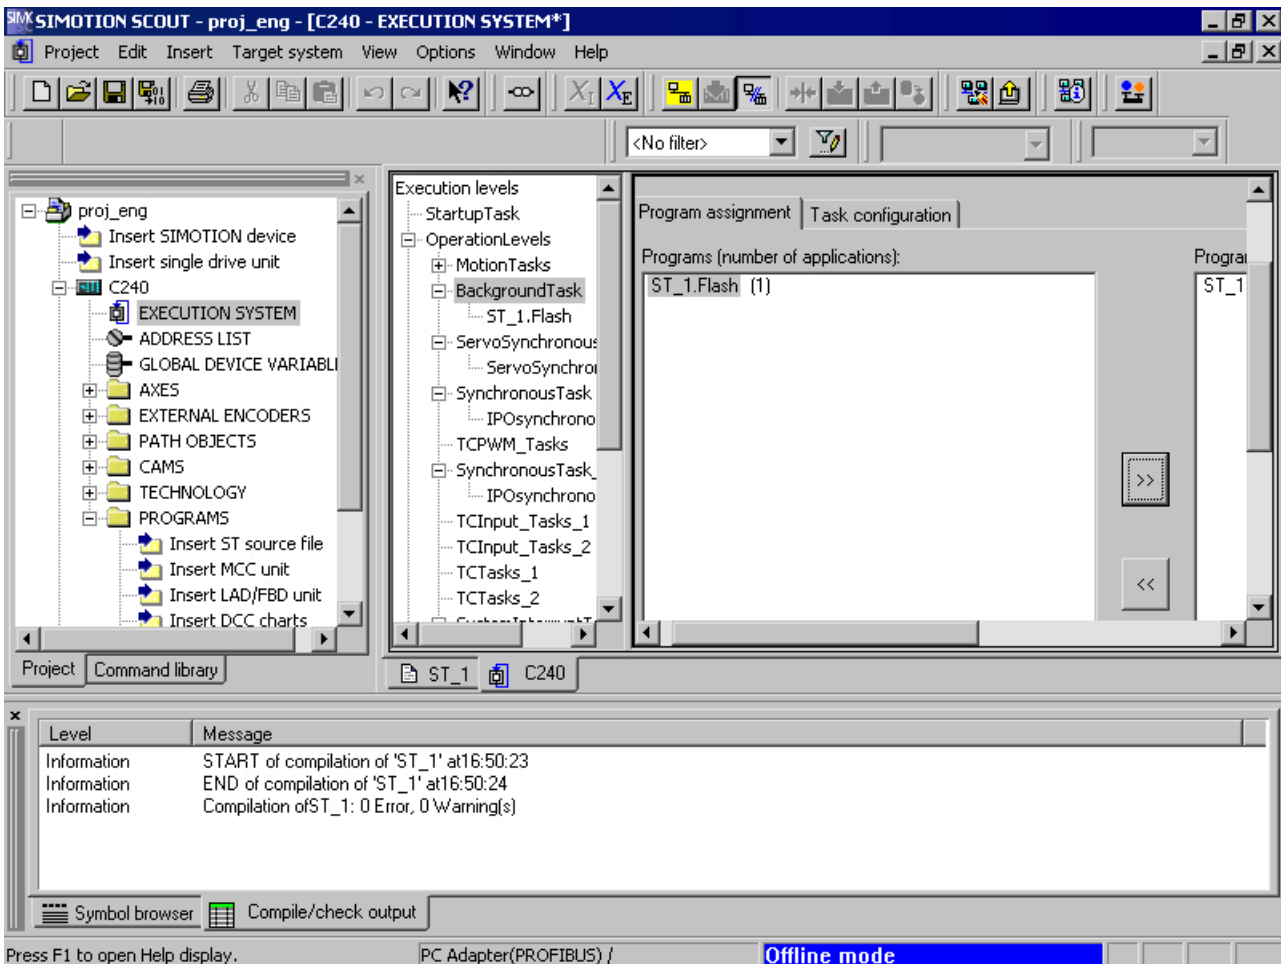 SIMOTION SCOUT - proj_eng - [C240 - EXECUTION SYSTEM*]
Project Edit Insert Target system View Options Window Help
<No filter>
proj_eng
Insert SIMOTION device
Insert single drive unit
C240
EXECUTION SYSTEM
ADDRESS LIST
GLOBAL DEVICE VARIABL
AXES
EXTERNAL ENCODERS
PATH OBJECTS
CAMS
TECHNOLOGY
PROGRAMS
Insert ST source file
Insert MCC unit
Insert LAD/FBD unit
Insert DCC charts
Project Command library
Execution levels
StartupTask
OperationLevels
MotionTasks
BackgroundTask
ST_1.Flash
ServoSynchronous
ServoSynchro
SynchronousTask
IPOsynchrono
TCPWM_Tasks
SynchronousTask_
IPOsynchrono
TCInput_Tasks_1
TCInput_Tasks_2
TCTasks_1
TCTasks_2
Program assignment Task configuration
Programs (number of applications):
ST_1.Flash (1)
>>
<<
Progra
ST_1
ST_1 C240
Level Message
Information START of compilation of 'ST_1' at16:50:23
Information END of compilation of 'ST_1' at16:50:24
Information Compilation ofST_1: 0 Error, 0 Warning(s)
Symbol browser Compile/check output
Press F1 to open Help display. PC Adapter(PROFIBUS) / Offline mode